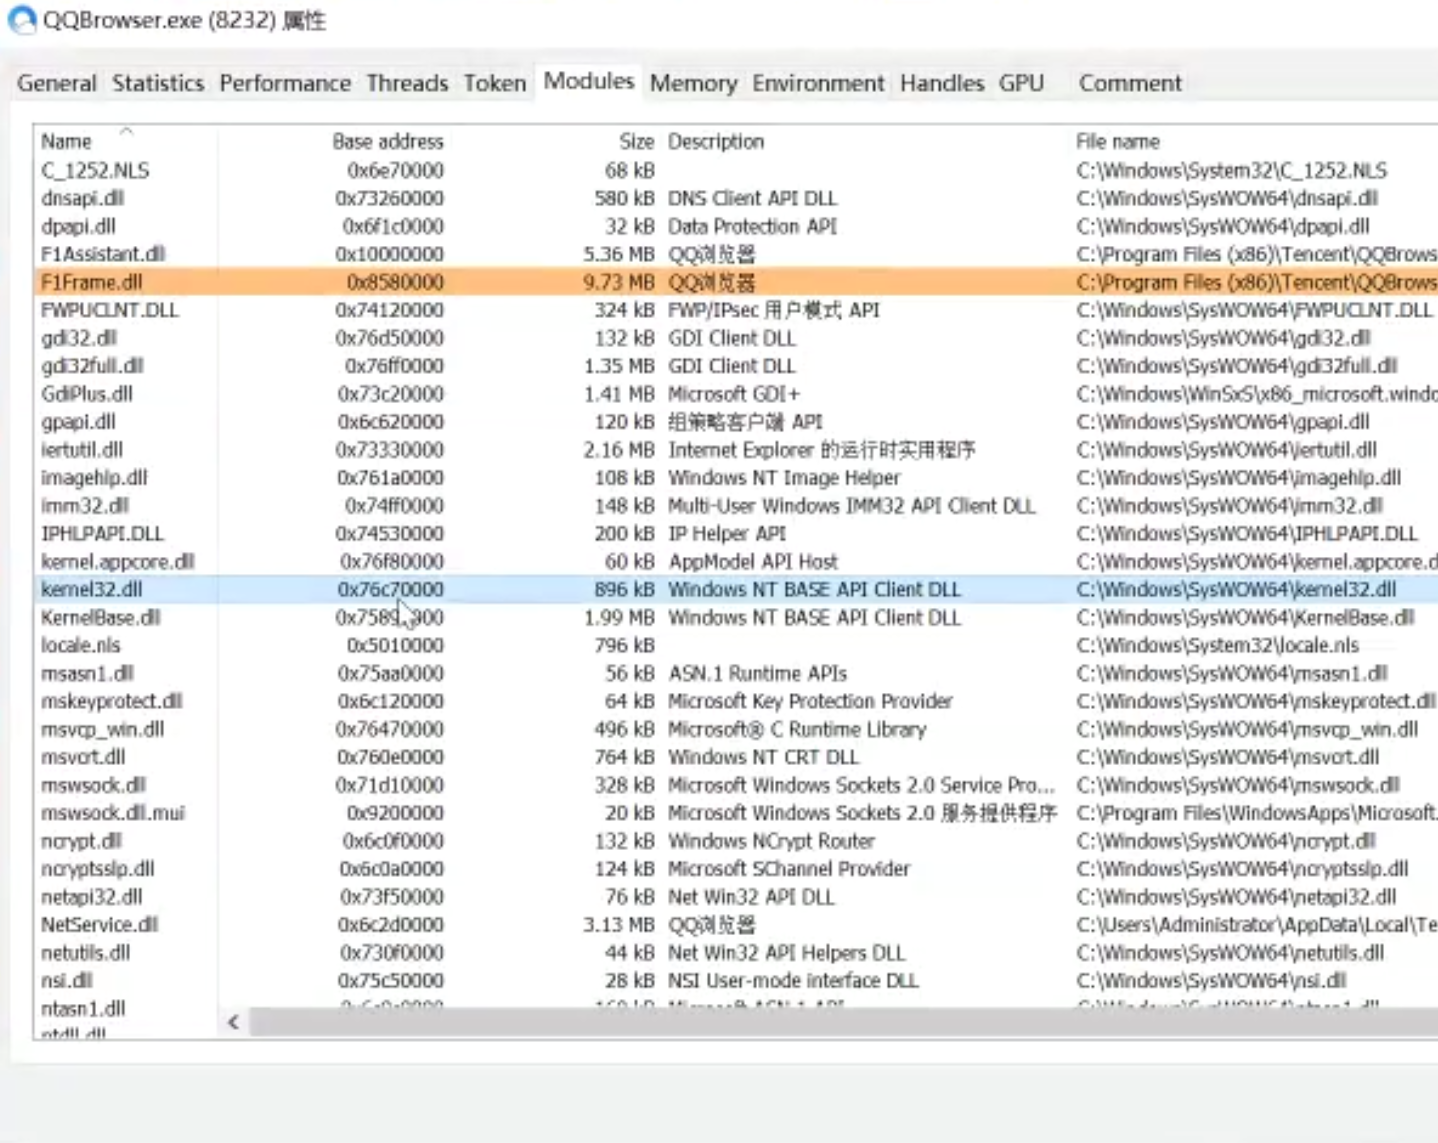 QQBrowser.exe (8232) 属性
General Statistics Performance Threads Token Modules Memory Environment Handles GPU Comment
Name Base address Size Description File name
C_1252.NLS 0x6e70000 68 kB C:\Windows\System32\C_1252.NLS
dnsapi.dll 0x73260000 580 kB DNS Client API DLL C:\Windows\SysWOW64\dnsapi.dll
dpapi.dll 0x6f1c0000 32 kB Data Protection API C:\Windows\SysWOW64\dpapi.dll
F1Assistant.dll 0x10000000 5.36 MB QQ浏览器 C:\Program Files (x86)\Tencent\QQBrows
F1Frame.dll 0x8580000 9.73 MB QQ浏览器 C:\Program Files (x86)\Tencent\QQBrows
FWPUCLNT.DLL 0x74120000 324 kB FWP/IPsec 用户模式 API C:\Windows\SysWOW64\FWPUCLNT.DLL
gdi32.dll 0x76d50000 132 kB GDI Client DLL C:\Windows\SysWOW64\gdi32.dll
gdi32full.dll 0x76ff0000 1.35 MB GDI Client DLL C:\Windows\SysWOW64\gdi32full.dll
GdiPlus.dll 0x73c20000 1.41 MB Microsoft GDI+ C:\Windows\WinSxS\x86_microsoft.windo
gpapi.dll 0x6c620000 120 kB 组策略客户端 API C:\Windows\SysWOW64\gpapi.dll
iertutil.dll 0x73330000 2.16 MB Internet Explorer 的运行时实用程序 C:\Windows\SysWOW64\iertutil.dll
imagehlp.dll 0x761a0000 108 kB Windows NT Image Helper C:\Windows\SysWOW64\imagehlp.dll
imm32.dll 0x74ff0000 148 kB Multi-User Windows IMM32 API Client DLL C:\Windows\SysWOW64\imm32.dll
IPHLPAPI.DLL 0x74530000 200 kB IP Helper API C:\Windows\SysWOW64\IPHLPAPI.DLL
kernel.appcore.dll 0x76f80000 60 kB AppModel API Host C:\Windows\SysWOW64\kernel.appcore.d
kernel32.dll 0x76c70000 896 kB Windows NT BASE API Client DLL C:\Windows\SysWOW64\kernel32.dll
KernelBase.dll 1.99 MB Windows NT BASE API Client DLL C:\Windows\SysWOW64\KernelBase.dll
locale.nls 0x5010000 796 kB C:\Windows\System32\locale.nls
msasn1.dll 0x75aa0000 56 kB ASN.1 Runtime APIs C:\Windows\SysWOW64\msasn1.dll
mskeyprotect.dll 0x6c120000 64 kB Microsoft Key Protection Provider C:\Windows\SysWOW64\mskeyprotect.dll
msvcp_win.dll 0x76470000 496 kB Microsoft® C Runtime Library C:\Windows\SysWOW64\msvcp_win.dll
msvcrt.dll 0x760e0000 764 kB Windows NT CRT DLL C:\Windows\SysWOW64\msvcrt.dll
mswsock.dll 0x71d10000 328 kB Microsoft Windows Sockets 2.0 Service Pro... C:\Windows\SysWOW64\mswsock.dll
mswsock.dll.mui 0x9200000 20 kB Microsoft Windows Sockets 2.0 服务提供程序 C:\Program Files\WindowsApps\Microsoft.
ncrypt.dll 0x6c0f0000 132 kB Windows NCrypt Router C:\Windows\SysWOW64\ncrypt.dll
ncryptsslp.dll 0x6c0a0000 124 kB Microsoft SChannel Provider C:\Windows\SysWOW64\ncryptsslp.dll
netapi32.dll 0x73f50000 76 kB Net Win32 API DLL C:\Windows\SysWOW64\netapi32.dll
NetService.dll 0x6c2d0000 3.13 MB QQ浏览器 C:\Users\Administrator\AppData\Local\Te
netutils.dll 0x730f0000 44 kB Net Win32 API Helpers DLL C:\Windows\SysWOW64\netutils.dll
nsi.dll 0x75c50000 28 kB NSI User-mode interface DLL C:\Windows\SysWOW64\nsi.dll
ntasn1.dll